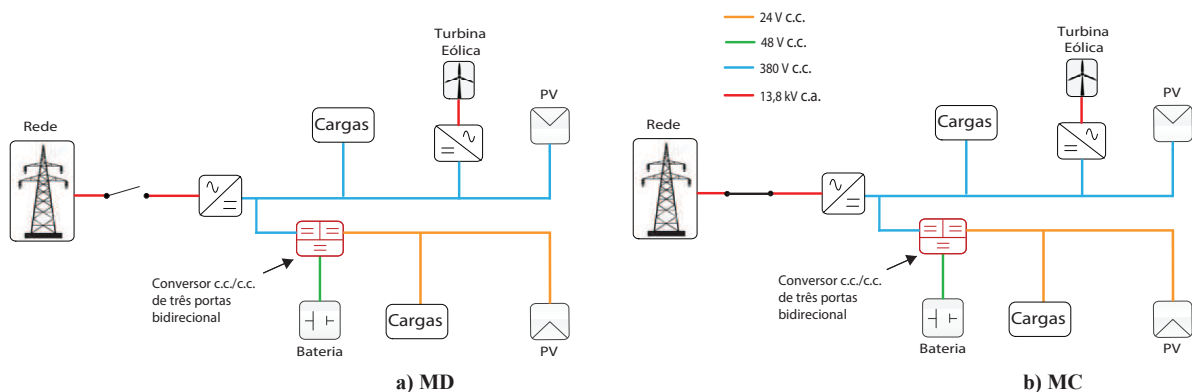 Turbina
Eólica
PV
Cargas
Rede
Conversor c.c./c.c.
de três portas
bidirecional
Cargas
Bateria
PV
a) MD
24 V c.c.
48 V c.c.
380 V c.c.
13,8 kV c.a.
Turbina
Eólica
PV
Cargas
Rede
Conversor c.c./c.c.
de três portas
bidirecional
Cargas
Bateria
PV
b) MC